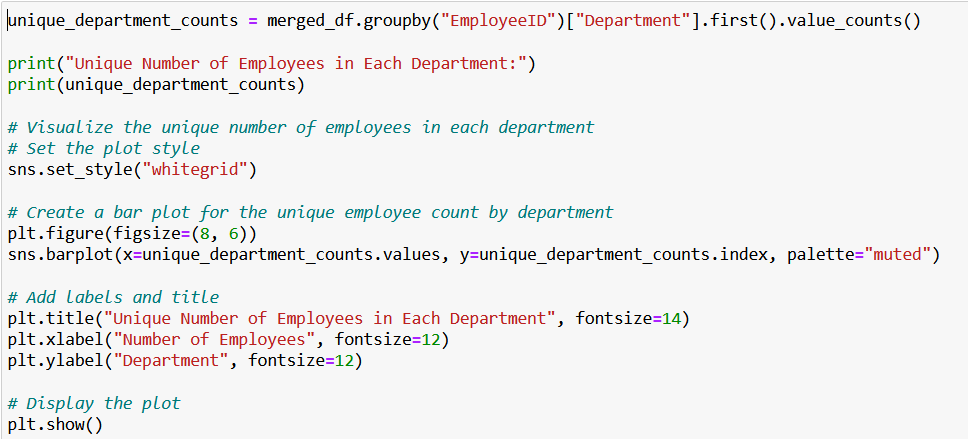 unique_department_counts = merged_df.groupby("EmployeeID")["Department"].first().value_counts()
print("Unique Number of Employees in Each Department:")
print(unique_department_counts)
# Visualize the unique number of employees in each department
# Set the plot style
sns.set_style("whitegrid")
# Create a bar plot for the unique employee count by department
plt.figure(figsize=(8, 6))
sns.barplot(x=unique_department_counts.values, y=unique_department_counts.index, palette="muted")
# Add labels and title
plt.title("Unique Number of Employees in Each Department", fontsize=14)
plt.xlabel("Number of Employees", fontsize=12)
plt.ylabel("Department", fontsize=12)
# Display the plot
plt.show()